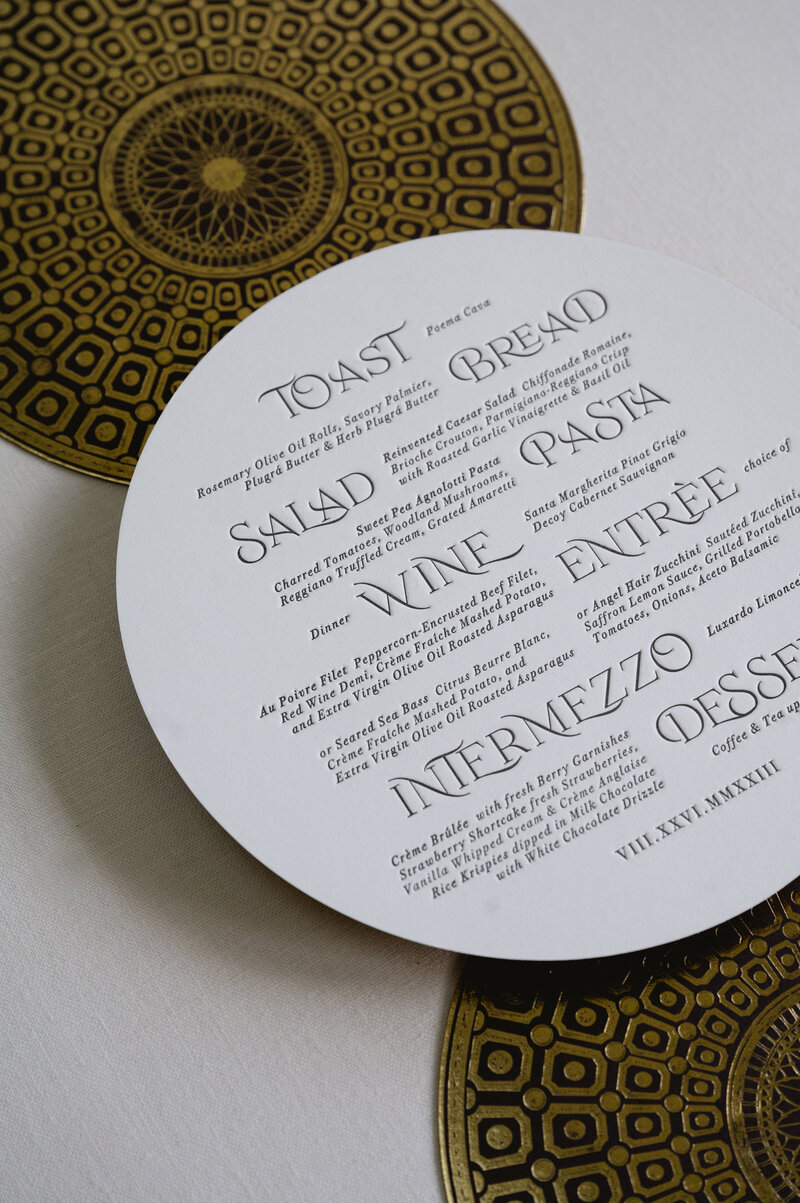 TOAST Poema Cava
BREAD
Rosemary Olive Oil Rolls, Savory Palmier,
Plugrá Butter & Herb Plugrá Butter
SALAD
Reinvented Caesar Salad Chiffonade Romaine,
Brioche Crouton, Parmigiano-Reggiano Crisp
with Roasted Garlic Vinaigrette & Basil Oil
PASTA
Sweet Pea Agnolotti Pasta
Charred Tomatoes, Woodland Mushrooms,
Reggiano Truffled Cream, Grated Amaretti
Dinner WINE
Santa Margherita Pinot Grigio
Decoy Cabernet Sauvignon
ENTRÈE choice of
Au Poivre Filet Peppercorn-Encrusted Beef Filet,
Red Wine Demi, Crème Fraîche Mashed Potato,
and Extra Virgin Olive Oil Roasted Asparagus
or Seared Sea Bass Citrus Beurre Blanc,
Crème Fraîche Mashed Potato, and
Extra Virgin Olive Oil Roasted Asparagus
or Angel Hair Zucchini Sauréed Zucchini,
Saffron Lemon Sauce, Grilled Portobello
Tomatoes, Onions, Aceto Balsamic
INTERMEZZO Luxardo
DESSE
Crème Brûlée with fresh Berry Garnishes
Strawberry Shortcake fresh Strawberries,
Vanilla Whipped Cream & Crème Anglaise
Rice Krispies dipped in Milk Chocolate
with White Chocolate Drizzle
Coffee & Tea up
VIII.XXVI.MMXXIII